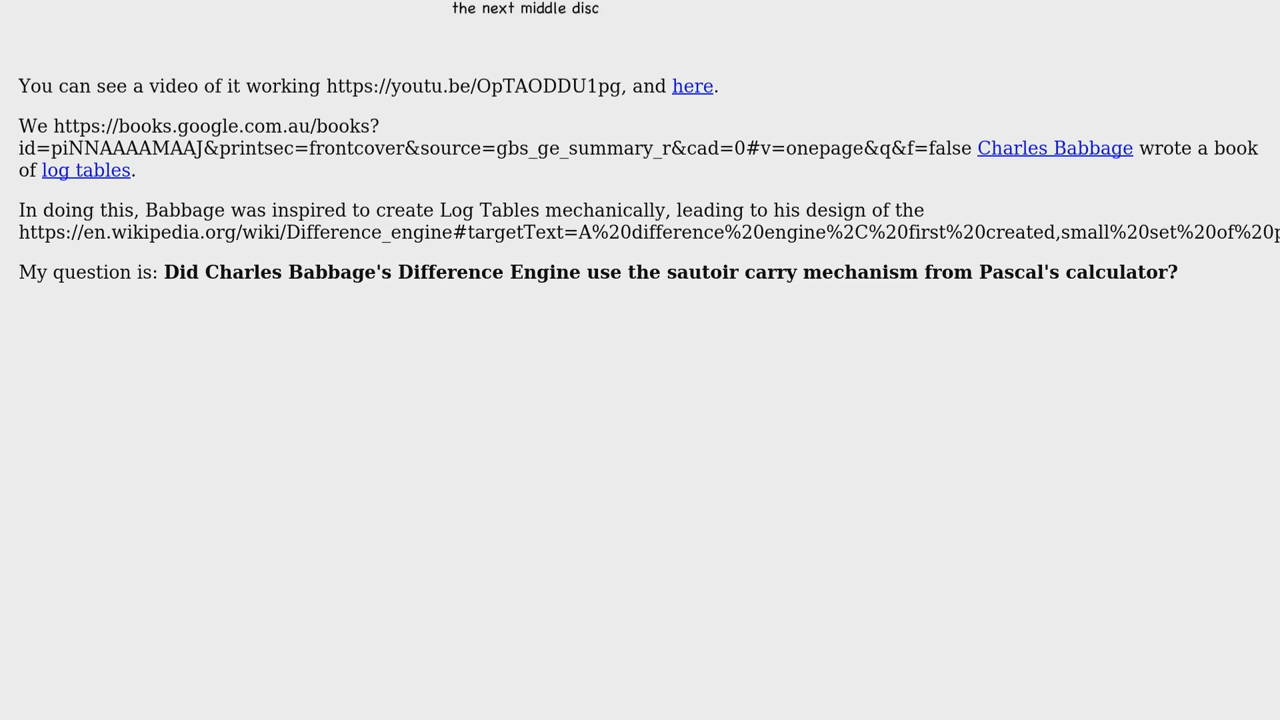 the next middle disc
You can see a video of it working https://youtu.be/OpTAODDU1pg, and here.
We https://books.google.com.au/books?
id=piNNAAAAMAAJ&printsec=frontcover&source=gbs_ge_summary_r&cad=0#v=onepage&q&f=false Charles Babbage wrote a book
of log tables.
In doing this, Babbage was inspired to create Log Tables mechanically, leading to his design of the
https://en.wikipedia.org/wiki/Difference_engine#targetText=A%20difference%20engine%2C%20first%20created,small%20set%20of%20p
My question is: Did Charles Babbage's Difference Engine use the sautoir carry mechanism from Pascal's calculator?